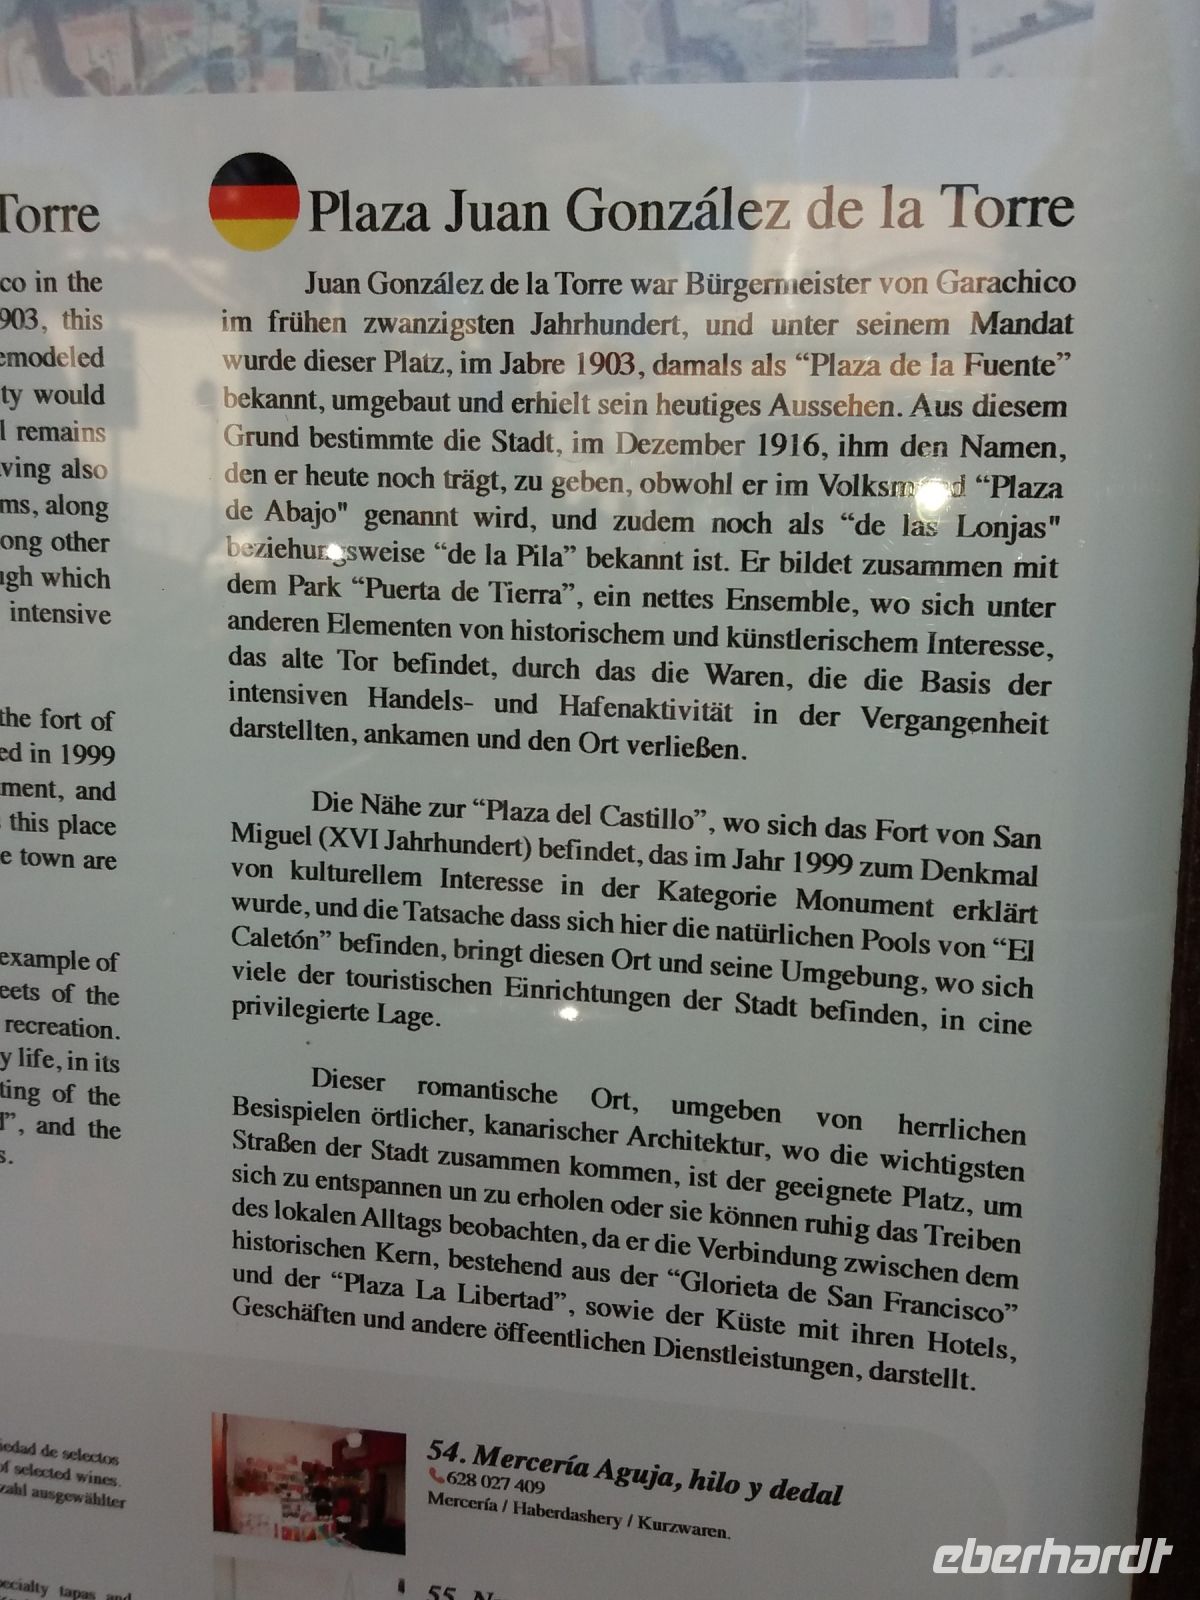 Torre
co in the
903, this
emodeled
ty would
l remains
ving also
ms, along
ong other
ugh which
intensive
the fort of
ed in 1999
ment, and
this place
e town are
example of
eets of the
recreation.
y life, in its
ting of the
d”, and the
s.
Plaza Juan González de la Torre
Juan González de la Torre war Bürgermeister von Garachico
im frühen zwanzigsten Jahrhundert, und unter seinem Mandat
wurde dieser Platz, im Jabre 1903, damals als “Plaza de la Fuente”
bekannt, umgebaut und erhielt sein heutiges Aussehen. Aus diesem
Grund bestimmte die Stadt, im Dezember 1916, ihm den Namen,
den er heute noch trägt, zu geben, obwohl er im Volksmund “Plaza
de Abajo" genannt wird, und zudem noch als “de las Lonjas"
beziehungsweise “de la Pila” bekannt ist. Er bildet zusammen mit
dem Park “Puerta de Tierra”, ein nettes Ensemble, wo sich unter
anderen Elementen von historischem und künstlerischem Interesse,
das alte Tor befindet, durch das die Waren, die die Basis der
intensiven Handels- und Hafenaktivität in der Vergangenheit
darstellten, ankamen und den Ort verließen.
Die Nähe zur “Plaza del Castillo”, wo sich das Fort von San
Miguel (XVI Jahrhundert) befindet, das im Jahr 1999 zum Denkmal
von kulturellem Interesse in der Kategorie Monument erklärt
wurde, und die Tatsache dass sich hier die natürlichen Pools von “El
Caletón” befinden, bringt diesen Ort und seine Umgebung, wo sich
viele der touristischen Einrichtungen der Stadt befinden, in cine
privilegierte Lage.
Dieser romantische Ort, umgeben von herrlichen
Besispielen örtlicher, kanarischer Architektur, wo die wichtigsten
Straßen der Stadt zusammen kommen, ist der geeignete Platz, um
sich zu entspannen un zu erholen oder sie können ruhig das Treiben
des lokalen Alltags beobachten, da er die Verbindung zwischen dem
historischen Kern, bestehend aus der “Glorieta de San Francisco”
und der “Plaza La Libertad”, sowie der Küste mit ihren Hotels,
Geschäften und andere öffeentlichen Dienstleistungen, darstellt.
iedad de selectos
of selected wines.
zahl ausgewählter
54. Mercería Aguja, hilo y dedal
628 027 409
Mercería / Haberdashery / Kurzwaren.
ecialty tapas and
55.
eberhardt